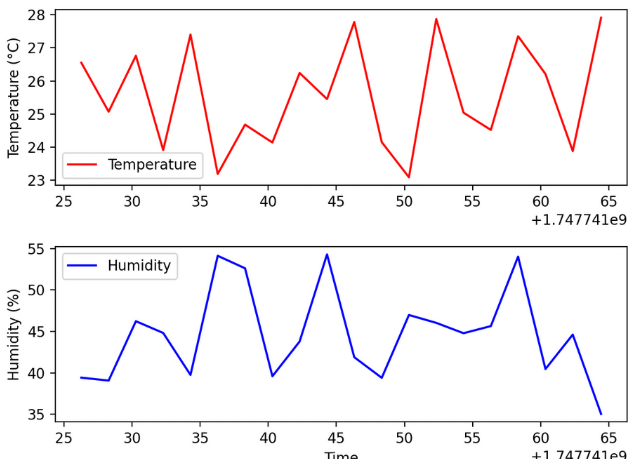 Temperature (°C)
28
27
26
25
24
23
Temperature
25 30 35 40 45 50 55 60 65
+1.747741e9
Humidity (%)
55
50
45
40
35
Humidity
25 30 35 40 45 50 55 60 65
Time
+1.747741e9